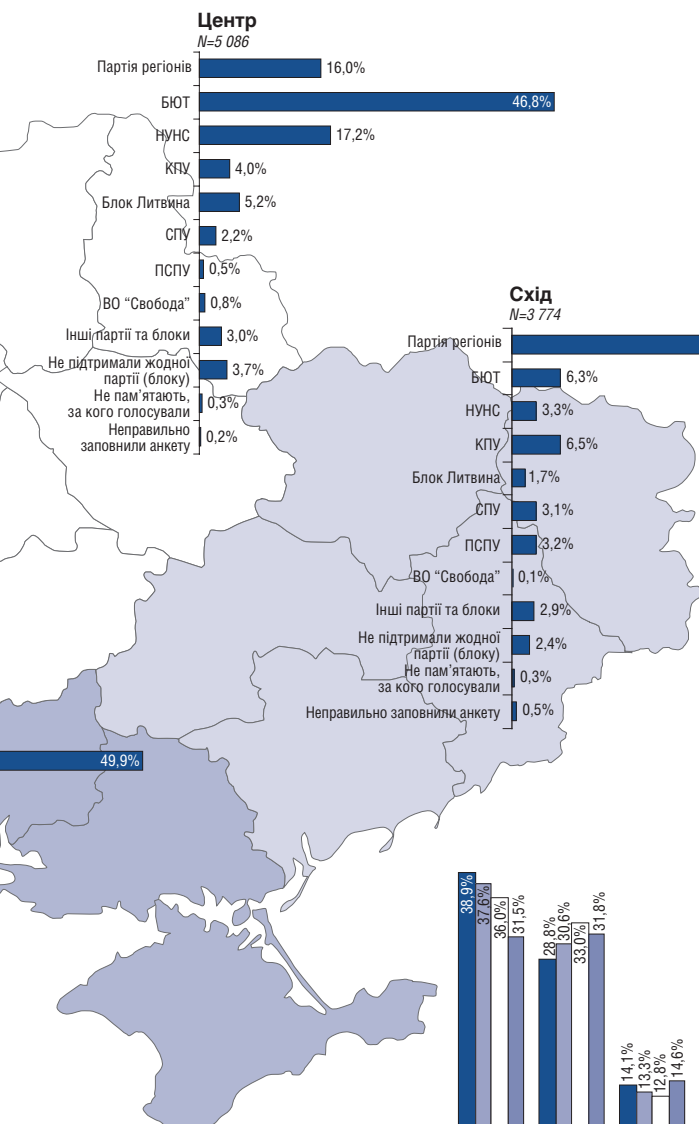 Центр
N=5 086
Партія регіонів 16,0%
БЮТ 46,8%
НУНС 17,2%
КПУ 4,0%
Блок Литвина 5,2%
СПУ 2,2%
ПСПУ 0,5%
ВО “Свобода” 0,8%
Інші партії та блоки 3,0%
Не підтримали жодної
партії (блоку) 3,7%
Не пам’ятають,
за кого голосували 0,3%
Неправильно
заповнили анкету 0,2%
Схід
N=3 774
Партія регіонів
БЮТ 6,3%
НУНС 3,3%
КПУ 6,5%
Блок Литвина 1,7%
СПУ 3,1%
ПСПУ 3,2%
ВО “Свобода” 0,1%
Інші партії та блоки 2,9%
Не підтримали жодної
партії (блоку) 2,4%
Не пам’ятають,
за кого голосували 0,3%
Неправильно заповнили анкету 0,5%
49,9%
38,9%
37,6%
36,0%
31,5%
28,8%
30,6%
33,0%
31,8%
14,1%
13,3%
12,8%
14,6%